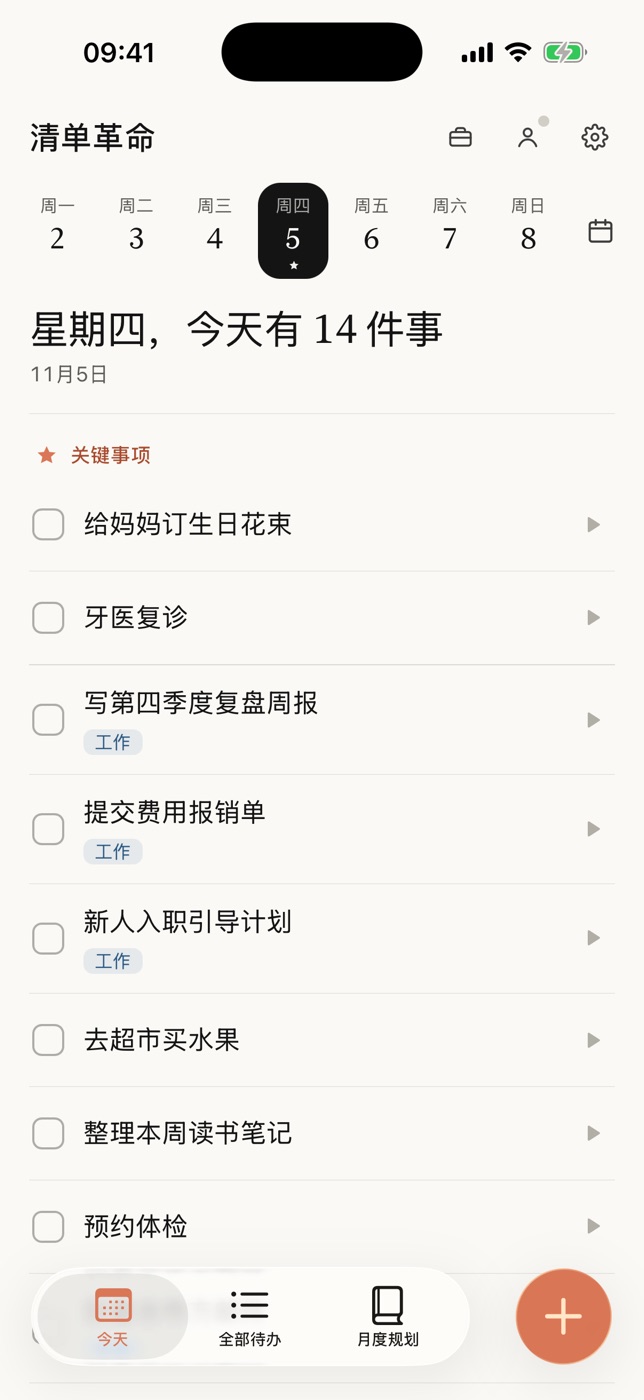 09:41
清单革命
周一 周二 周三 周四 周五 周六 周日
2 3 4 5 6 7 8
星期四，今天有 14 件事
11月5日
关键事项
给妈妈订生日花束
牙医复诊
写第四季度复盘周报
工作
提交费用报销单
工作
新人入职引导计划
工作
去超市买水果
整理本周读书笔记
预约体检
今天 全部待办 月度规划